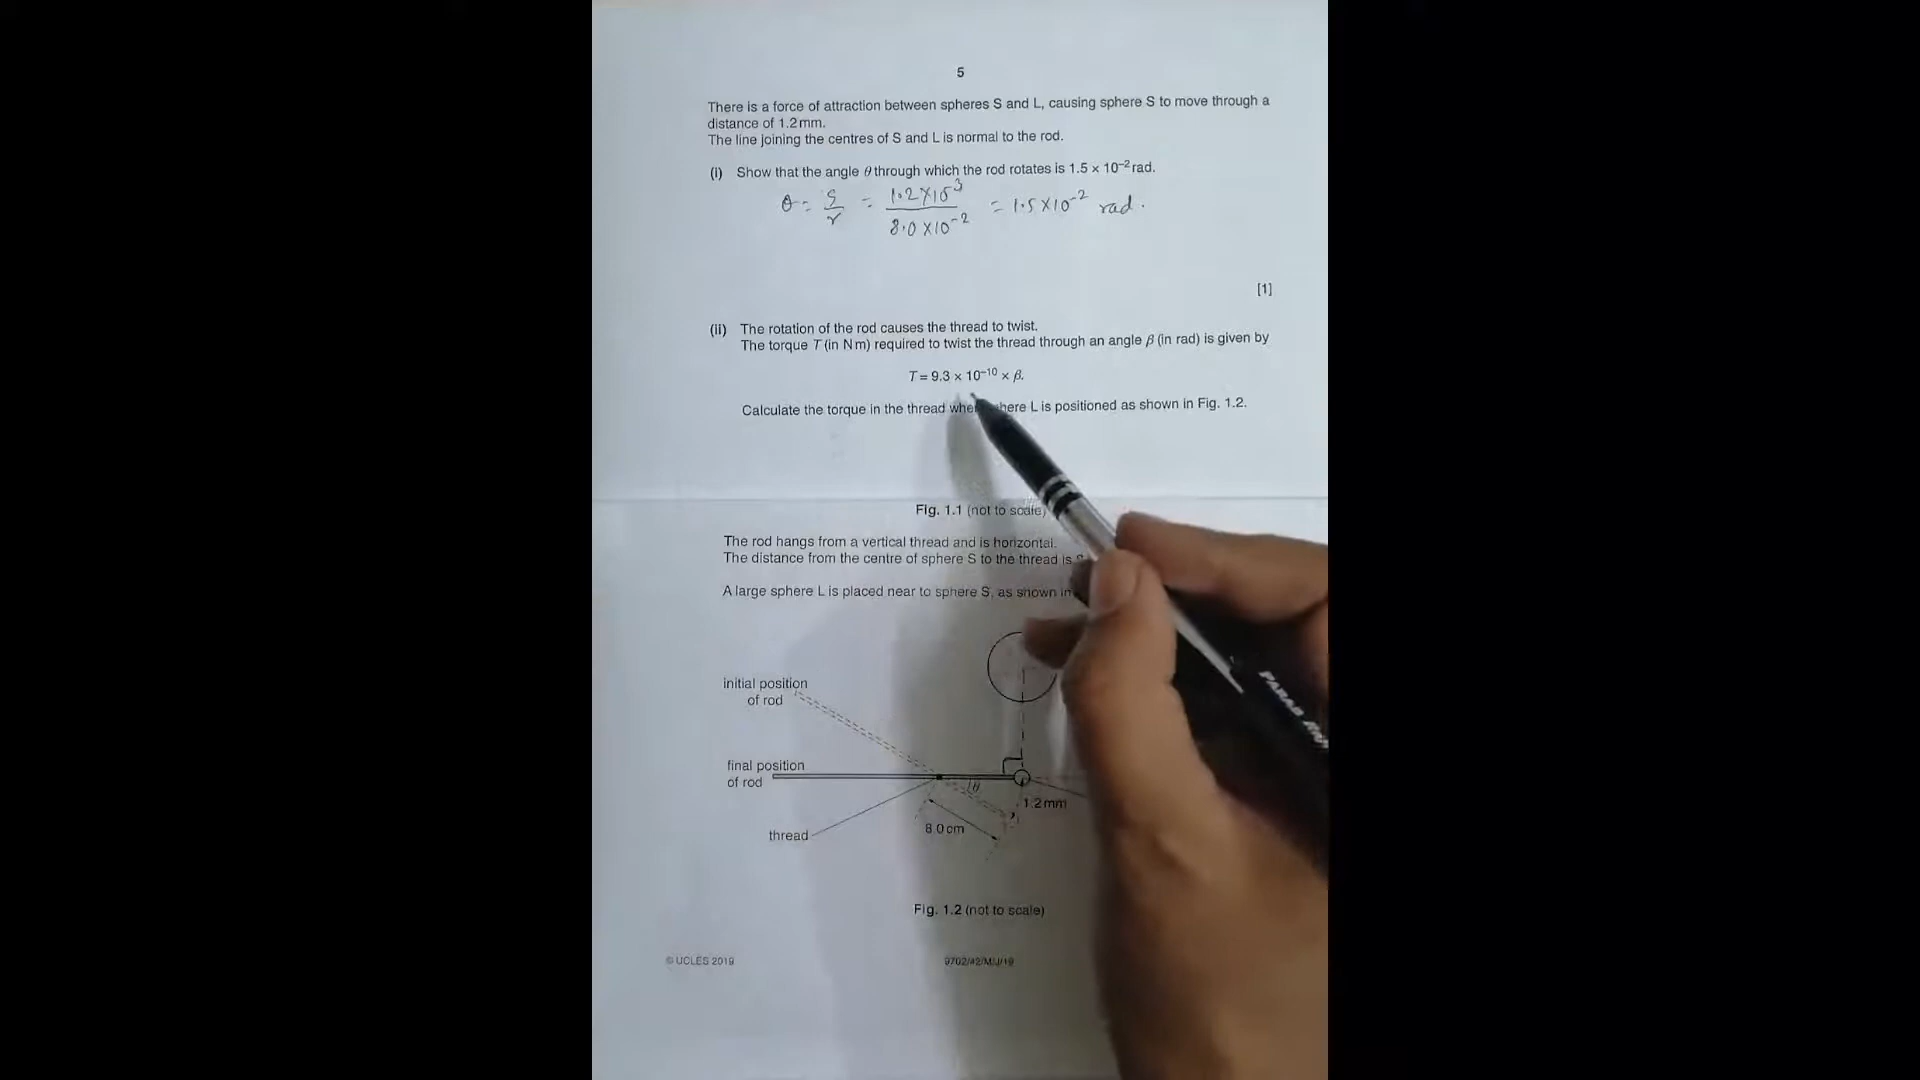 5
There is a force of attraction between spheres S and L, causing sphere S to move through a
distance of 1.2 mm.
The line joining the centres of S and L is normal to the rod.
(i) Show that the angle θ through which the rod rotates is 1.5 × 10⁻² rad.
θ = s/r = 1.2×10⁻³ / 8.0×10⁻² = 1.5×10⁻² rad.
[1]
(ii) The rotation of the rod causes the thread to twist.
The torque T (in N m) required to twist the thread through an angle β (in rad) is given by
T = 9.3 × 10⁻¹⁰ × β.
Calculate the torque in the thread when sphere L is positioned as shown in Fig. 1.2.
Fig. 1.1 (not to scale)
The rod hangs from a vertical thread and is horizontal.
The distance from the centre of sphere S to the thread is
A large sphere L is placed near to sphere S, as shown in
initial position
of rod
final position
of rod
θ
1.2 mm
8.0 cm
thread
Fig. 1.2 (not to scale)
© UCLES 2019
9702/42/M/J/19